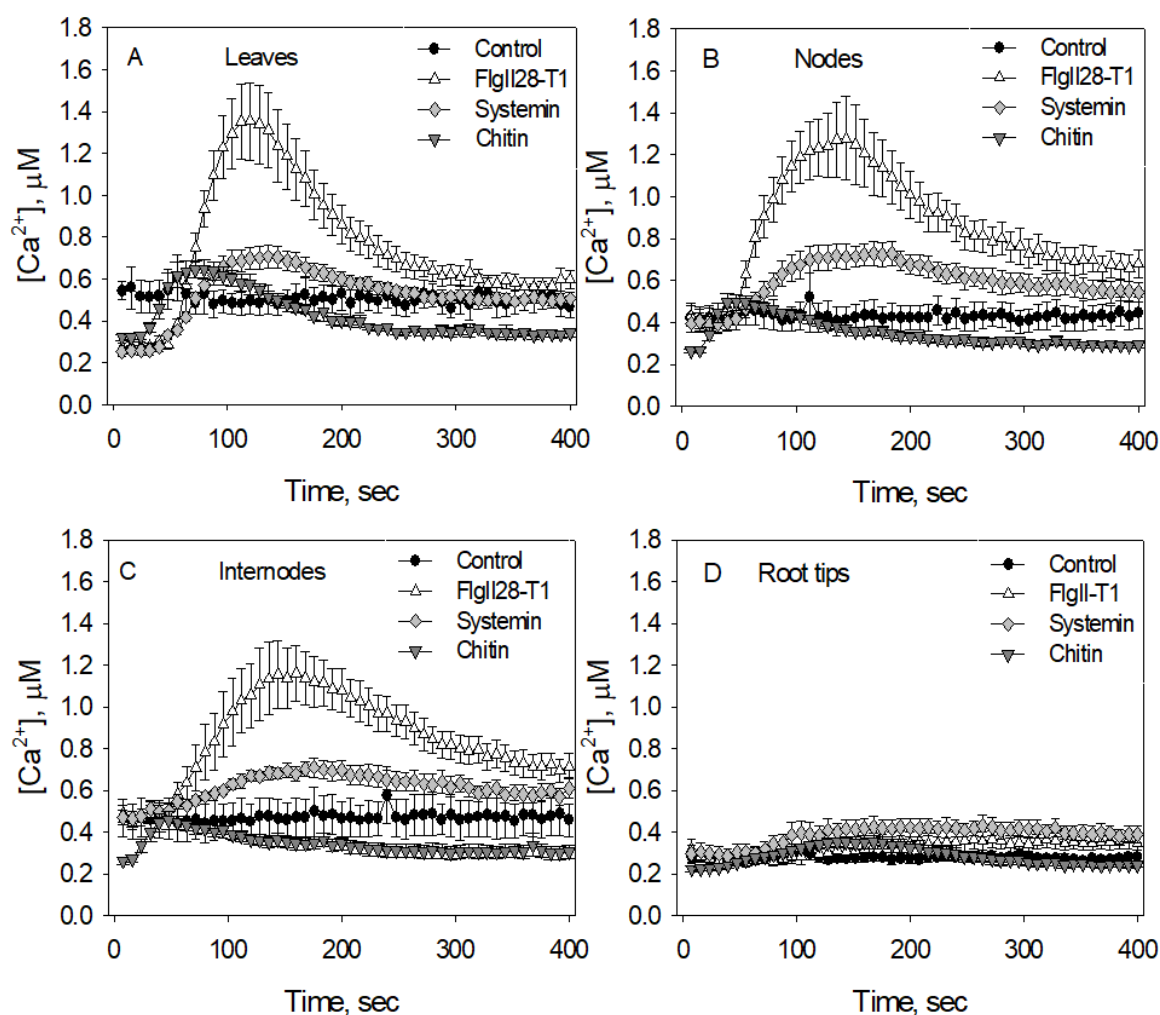 A Leaves
Control
FlgII28-T1
Systemin
Chitin
[Ca²⁺], μM
1.8
1.6
1.4
1.2
1.0
0.8
0.6
0.4
0.2
0.0
0 100 200 300 400
Time, sec
B Nodes
Control
FlgII28-T1
Systemin
Chitin
[Ca²⁺], μM
1.8
1.6
1.4
1.2
1.0
0.8
0.6
0.4
0.2
0.0
0 100 200 300 400
Time, sec
C Internodes
Control
FlgII28-T1
Systemin
Chitin
[Ca²⁺], μM
1.8
1.6
1.4
1.2
1.0
0.8
0.6
0.4
0.2
0.0
0 100 200 300 400
Time, sec
D Root tips
Control
FlgII-T1
Systemin
Chitin
[Ca²⁺], μM
1.8
1.6
1.4
1.2
1.0
0.8
0.6
0.4
0.2
0.0
0 100 200 300 400
Time, sec